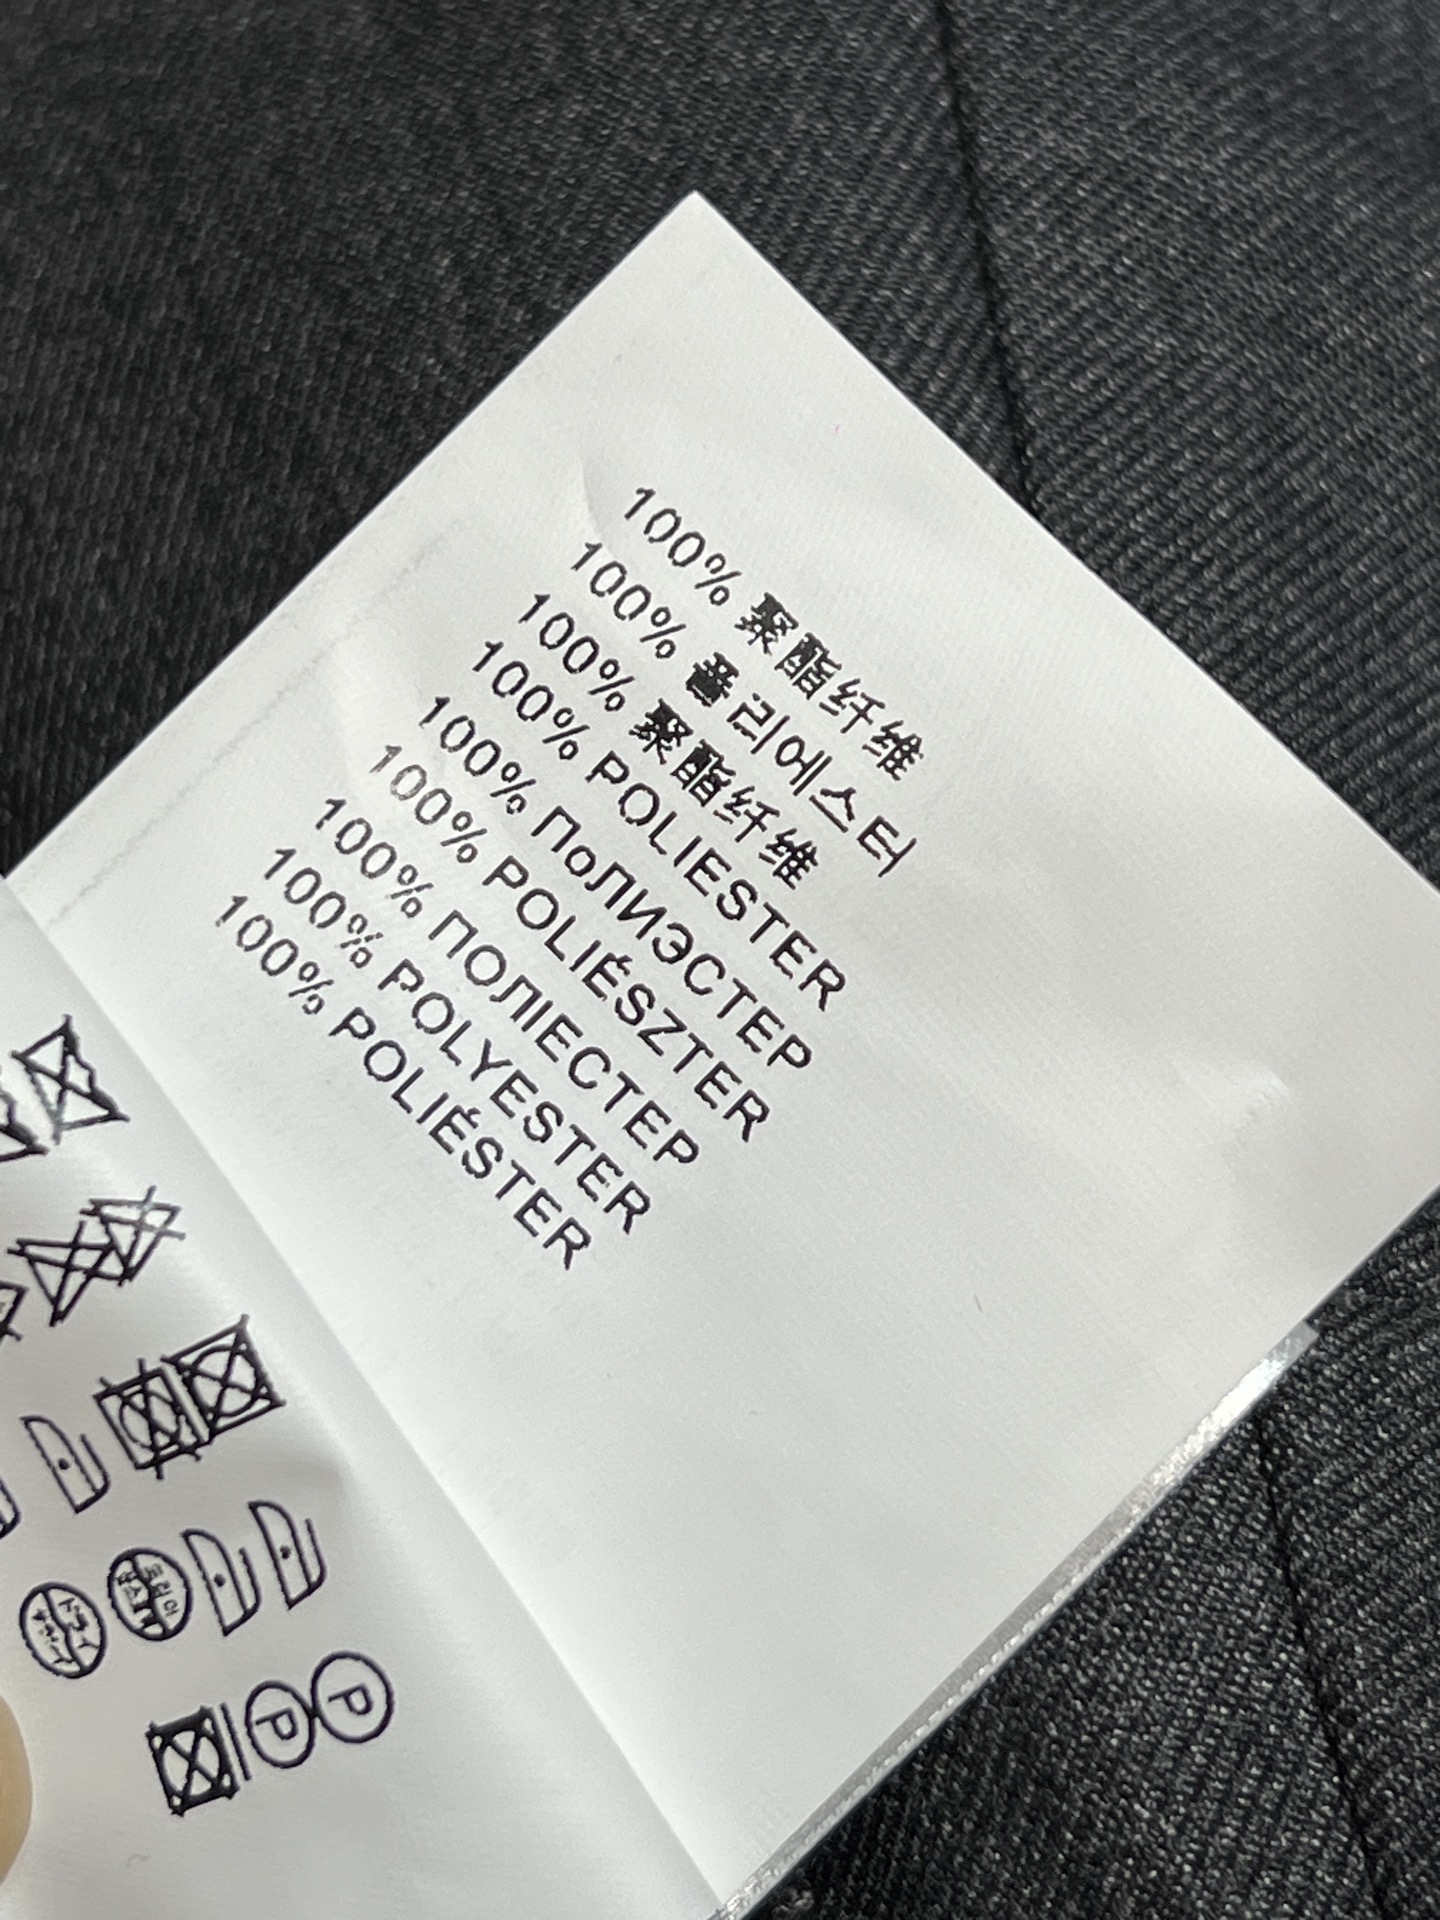 100% 聚酯纤维
100% 폴리에스터
100% 聚酯纤维
100% POLIESTER
100% ПоЛИЭСТЕР
100% POLIÉSZTER
100% ПОЛІЕСТЕР
100% POLYESTER
100% POLIÉSTER
P
P